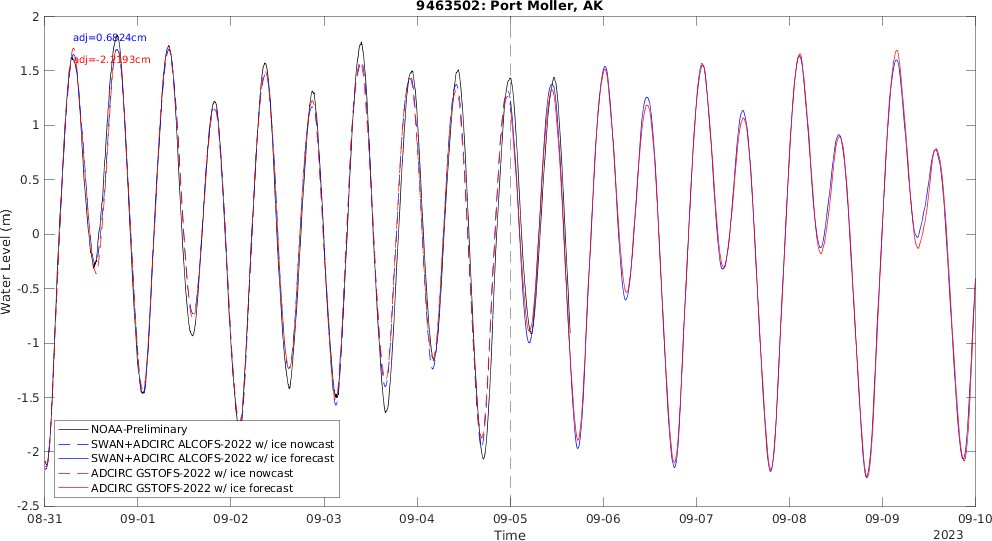 9463502: Port Moller, AK
adj=0.6824cm
adj=-2.2193cm
2
1.5
1
0.5
0
-0.5
-1
-1.5
-2
-2.5
Water Level (m)
NOAA-Preliminary
SWAN+ADCIRC ALCOFS-2022 w/ ice nowcast
SWAN+ADCIRC ALCOFS-2022 w/ ice forecast
ADCIRC GSTOFS-2022 w/ ice nowcast
ADCIRC GSTOFS-2022 w/ ice forecast
08-31 09-01 09-02 09-03 09-04 09-05 09-06 09-07 09-08 09-09 09-10
Time
2023